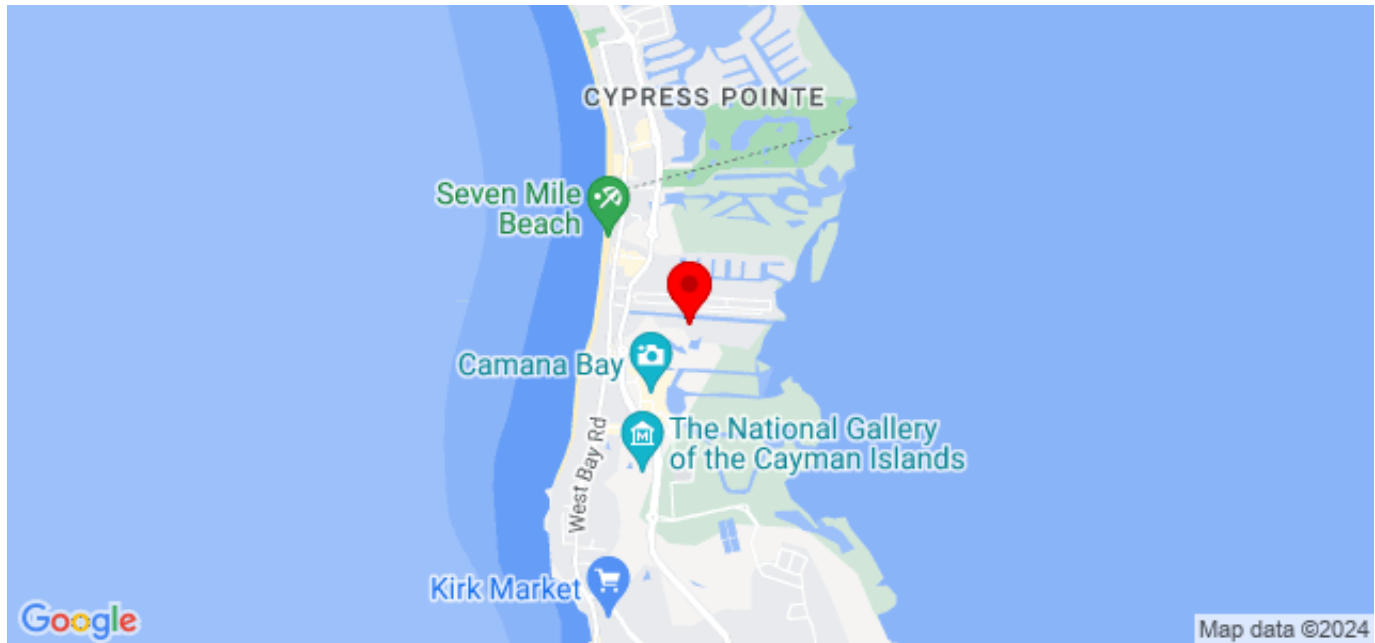 CYPRESS POINTE
Seven Mile
Beach
Camana Bay
The National Gallery
of the Cayman Islands
West Bay Rd
Kirk Market
Google
Map data ©2024